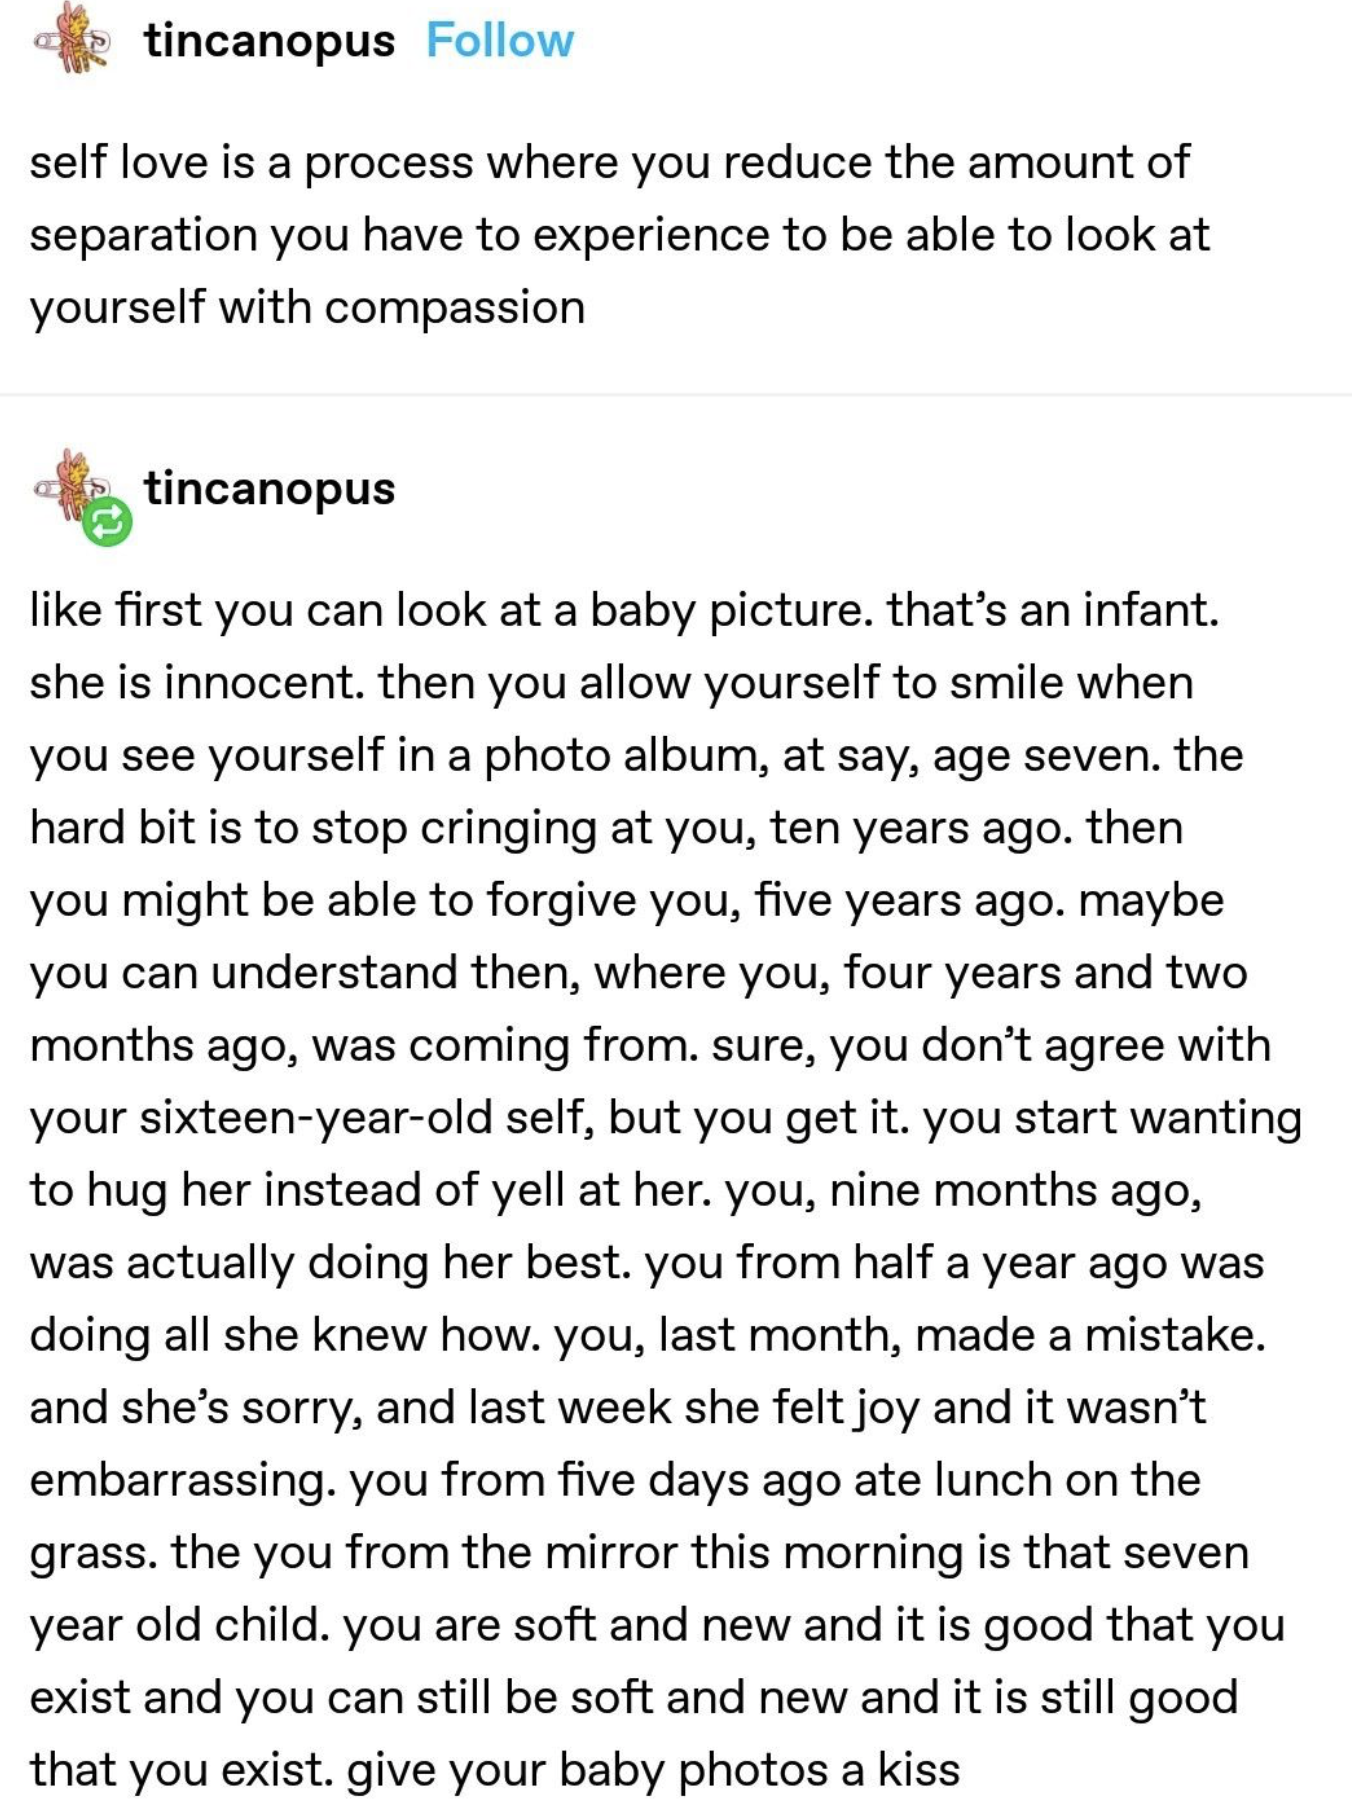 tincanopus Follow
self love is a process where you reduce the amount of
separation you have to experience to be able to look at
yourself with compassion
tincanopus
like first you can look at a baby picture. that’s an infant.
she is innocent. then you allow yourself to smile when
you see yourself in a photo album, at say, age seven. the
hard bit is to stop cringing at you, ten years ago. then
you might be able to forgive you, five years ago. maybe
you can understand then, where you, four years and two
months ago, was coming from. sure, you don’t agree with
your sixteen-year-old self, but you get it. you start wanting
to hug her instead of yell at her. you, nine months ago,
was actually doing her best. you from half a year ago was
doing all she knew how. you, last month, made a mistake.
and she’s sorry, and last week she felt joy and it wasn’t
embarrassing. you from five days ago ate lunch on the
grass. the you from the mirror this morning is that seven
year old child. you are soft and new and it is good that you
exist and you can still be soft and new and it is still good
that you exist. give your baby photos a kiss